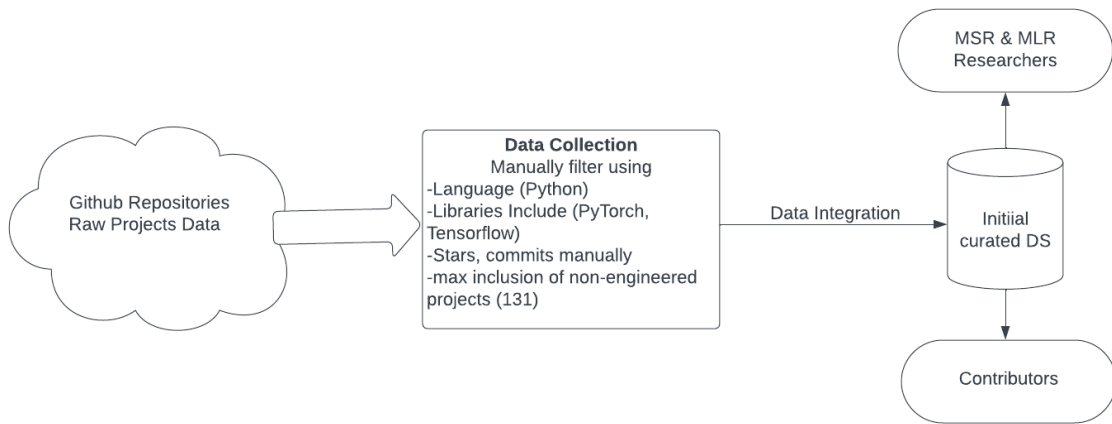 Github Repositories
Raw Projects Data
Data Collection
Manually filter using
-Language (Python)
-Libraries Include (PyTorch,
Tensorflow)
-Stars, commits manually
-max inclusion of non-engineered
projects (131)
Data Integration
MSR & MLR
Researchers
Initiial
curated DS
Contributors